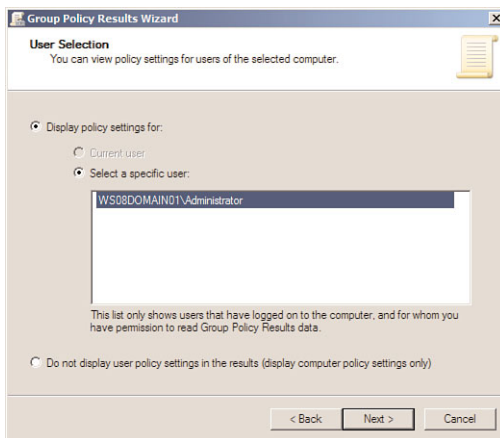 Group Policy Results Wizard
User Selection
You can view policy settings for users of the selected computer.
Display policy settings for:
Current user
Select a specific user:
WS08DOMAIN01\Administrator
This list only shows users that have logged on to the computer, and for whom you
have permission to read Group Policy Results data.
Do not display user policy settings in the results (display computer policy settings only)
< Back Next > Cancel